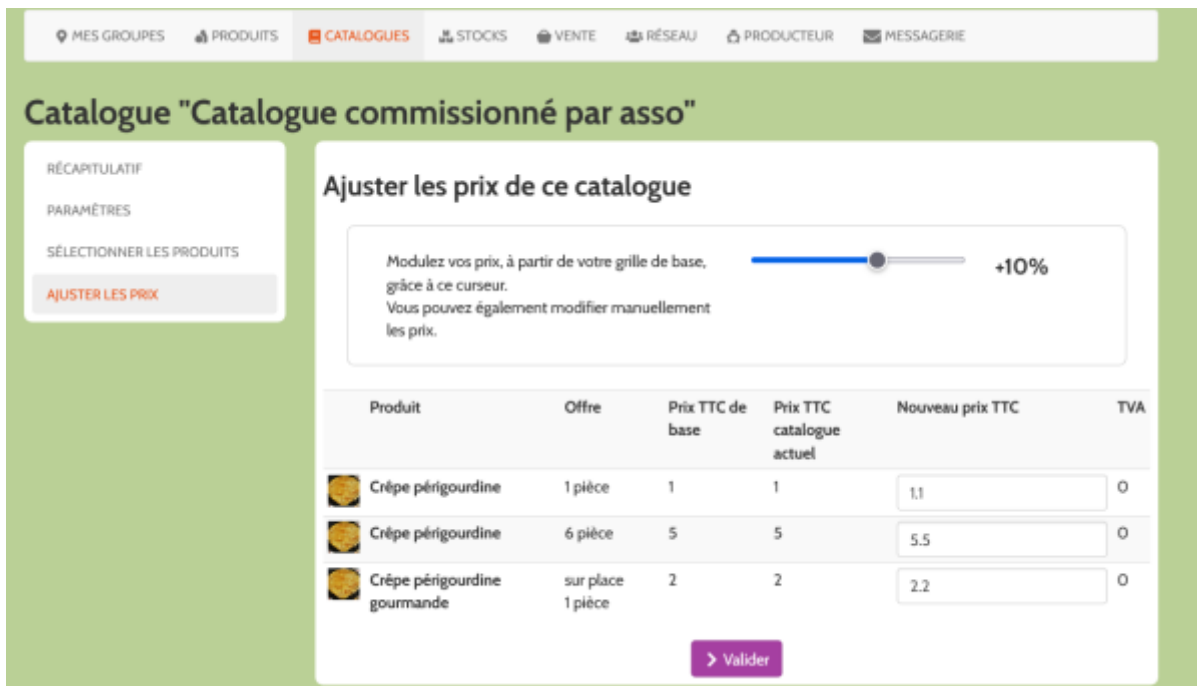 MES GROUPES PRODUITS CATALOGUES STOCKS VENTE RÉSEAU PRODUCTEUR MESSAGERIE
Catalogue "Catalogue commissionné par asso"
RÉCAPITULATIF
PARAMÈTRES
SÉLECTIONNER LES PRODUITS
AJUSTER LES PRIX
Ajuster les prix de ce catalogue
Modulez vos prix, à partir de votre grille de base,
grâce à ce curseur.
Vous pouvez également modifier manuellement
les prix.
+10%
Produit Offre Prix TTC de Prix TTC Nouveau prix TTC TVA
base catalogue
actuel
Crêpe périgourdine 1 pièce 1 1 1.1 0
Crêpe périgourdine 6 pièce 5 5 5.5 0
Crêpe périgourdine sur place 2 2 2.2 0
gourmande 1 pièce
Valider